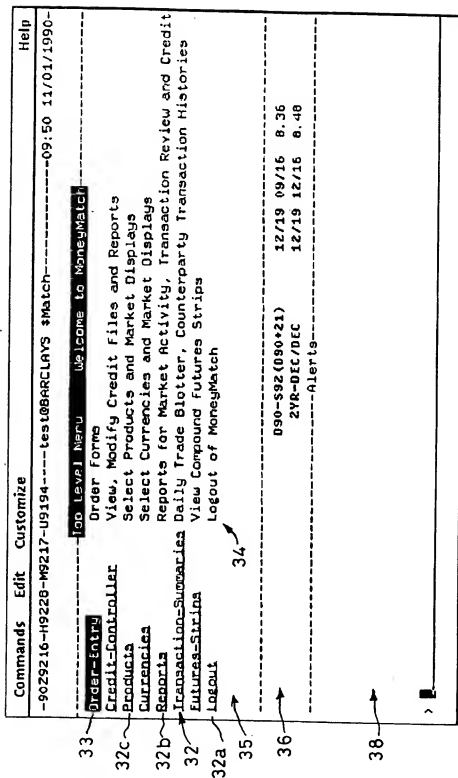 Commands Edit Customize Help
-9029216-H9228-M9217-U9194----test@BARCLAYS $Match-----------09:50 11/01/1990-
Top Level Menu Welcome to MoneyMatch
33 Order-Entry Order Forms
Credit-Controller View, Modify Credit Files and Reports
32c Products Select Products and Market Displays
Currencies Select Currencies and Market Displays
32b Reports Reports for Market Activity, Transaction Review and Credit
32 Transaction-Summaries Daily Trade Blotter, Counterparty Transaction Histories
Futures-Strips View Compound Futures Strips
32a Logout Logout of MoneyMatch
34
35
36
D90-S92(D90+21) 12/19 09/16 8.36
2YR-DEC/DEC 12/19 12/16 8.48
Alerts
38
>